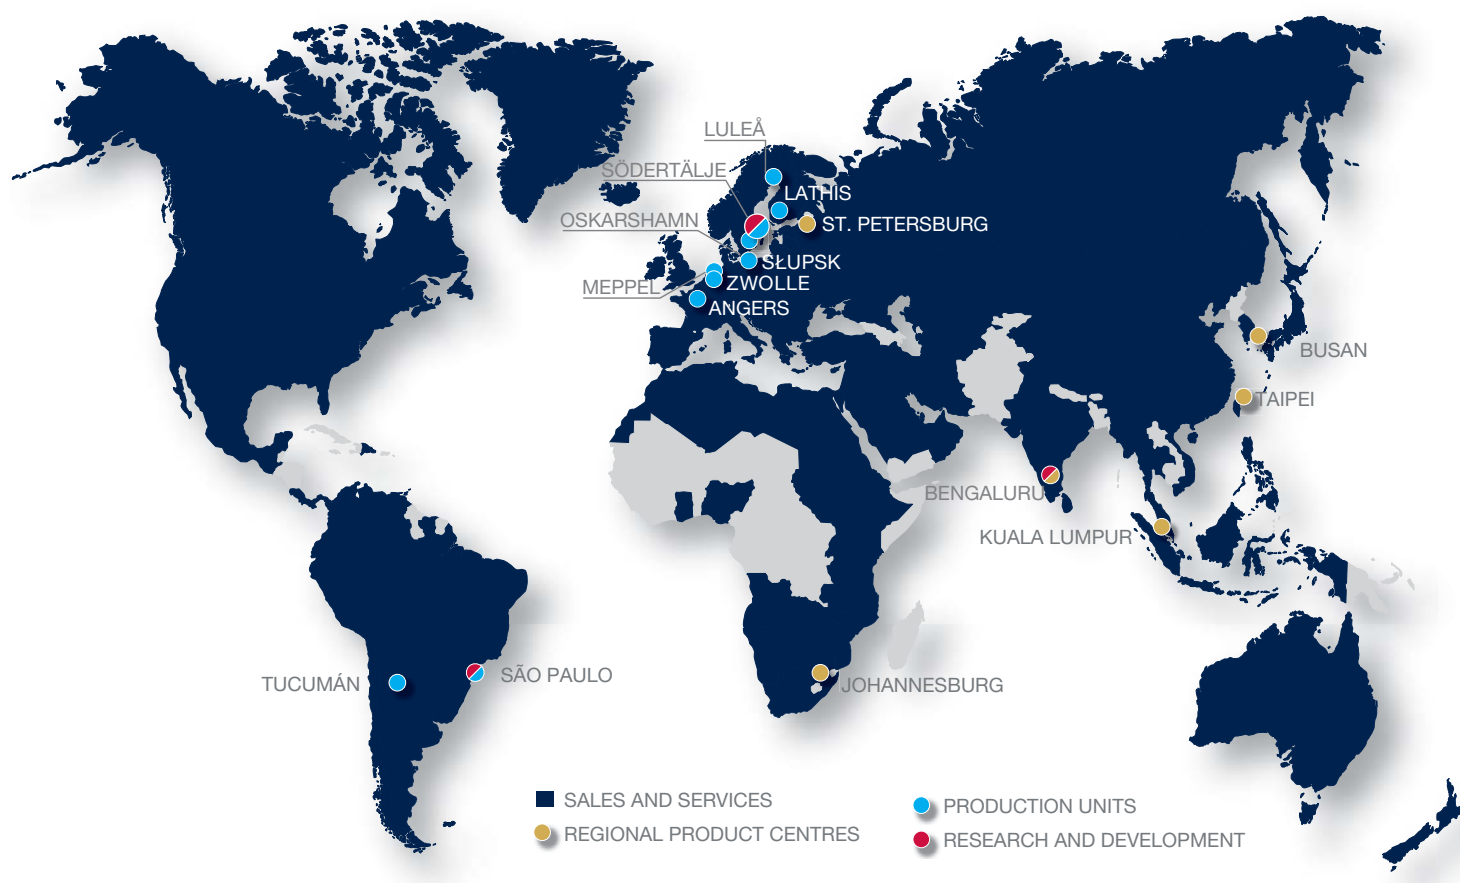 LULEÅ
SÖDERTÄLJE
LATHIS
OSKARSHAMN
ST. PETERSBURG
SŁUPSK
MEPPEL
ZWOLLE
ANGERS
BUSAN
TAIPEI
BENGALURU
KUALA LUMPUR
TUCUMÁN
SÃO PAULO
JOHANNESBURG
SALES AND SERVICES
REGIONAL PRODUCT CENTRES
PRODUCTION UNITS
RESEARCH AND DEVELOPMENT